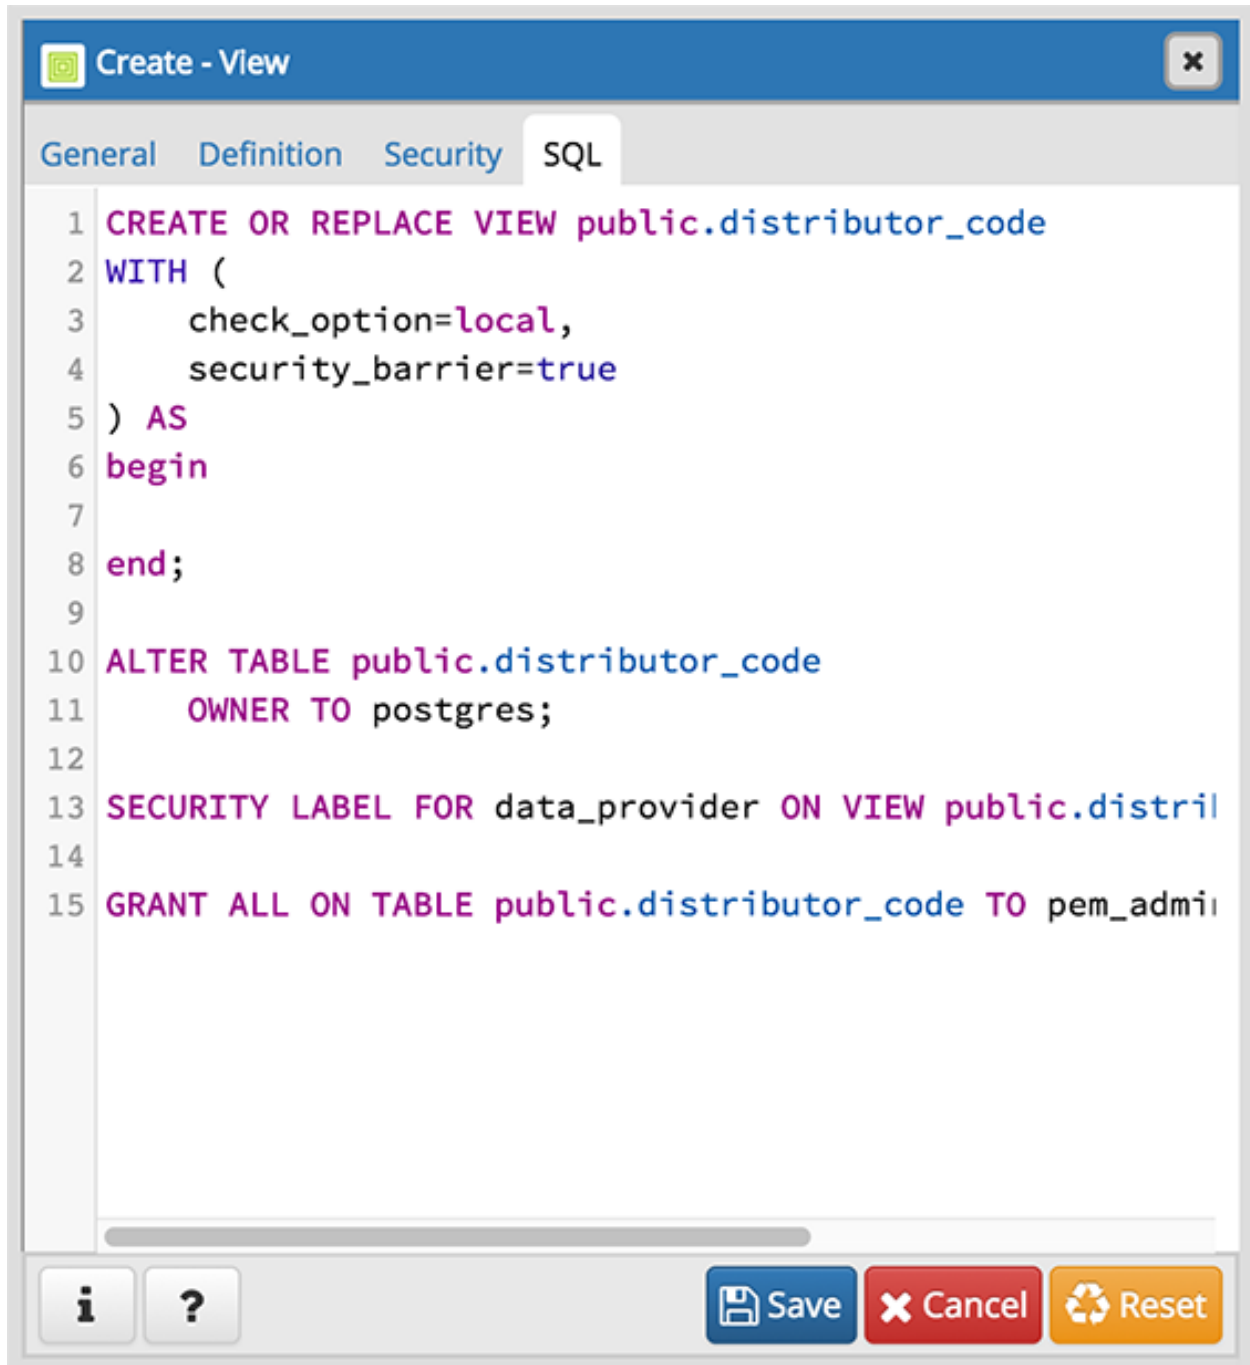 Create - View
General Definition Security SQL
1 CREATE OR REPLACE VIEW public.distributor_code
2 WITH (
3 check_option=local,
4 security_barrier=true
5 ) AS
6 begin
7
8 end;
9
10 ALTER TABLE public.distributor_code
11 OWNER TO postgres;
12
13 SECURITY LABEL FOR data_provider ON VIEW
14
15 GRANT ALL ON TABLE public.distributor_code TO
i ? Save Cancel Reset